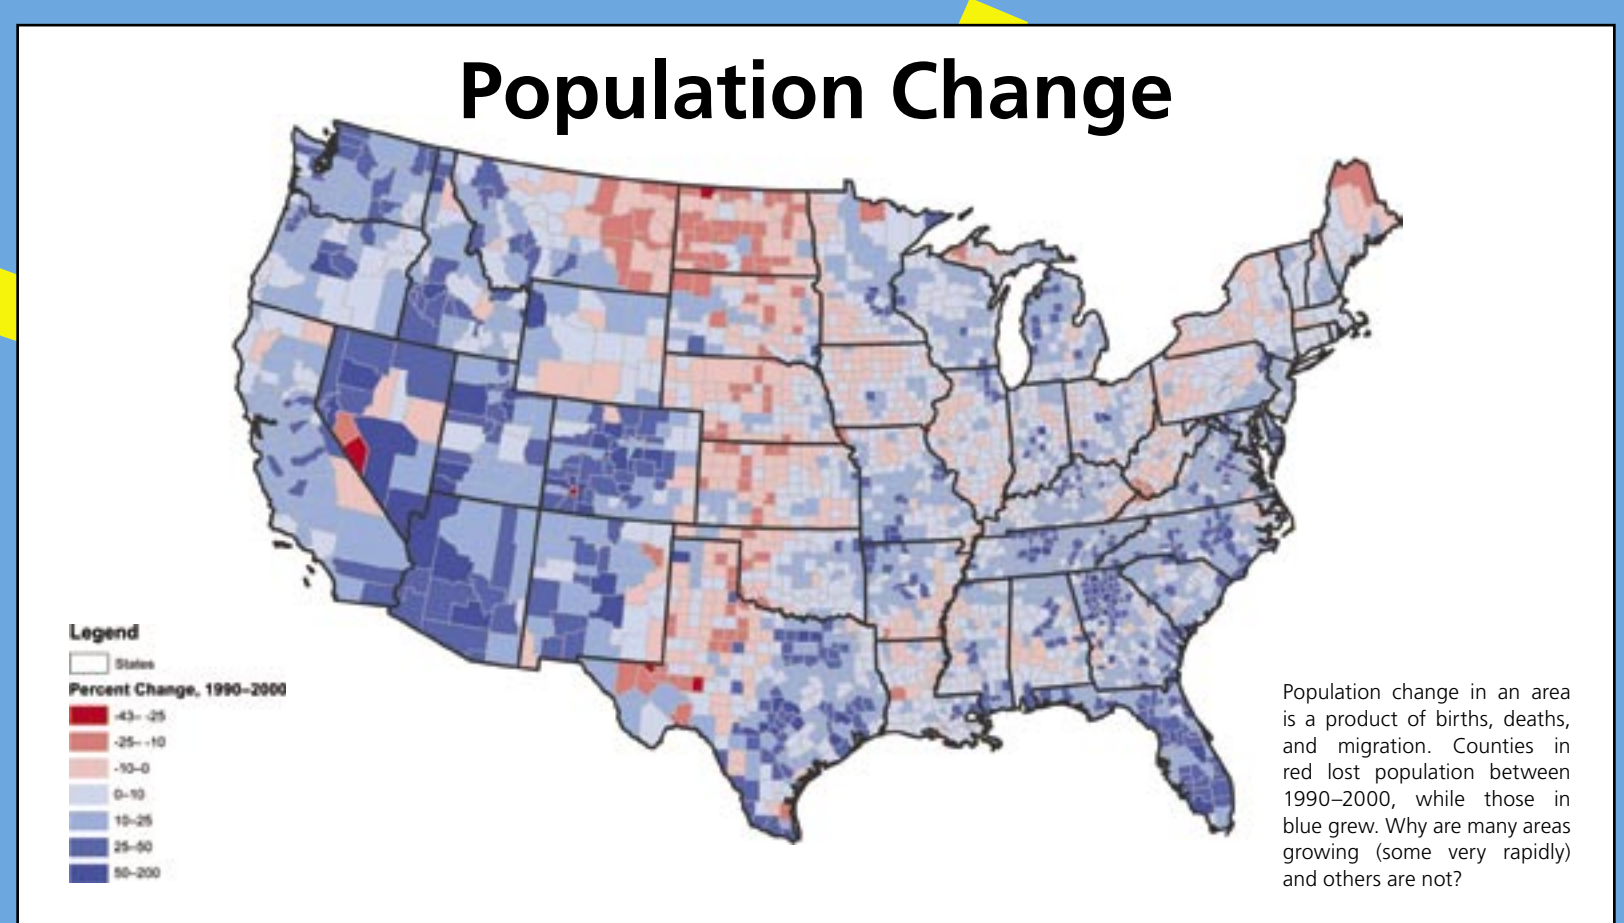 Population Change
Legend
States
Percent Change, 1990–2000
-43– -25
-25– -10
-10–0
0–10
10–25
25–50
50–200
Population change in an area
is a product of births, deaths,
and migration. Counties in
red lost population between
1990–2000, while those in
blue grew. Why are many areas
growing (some very rapidly)
and others are not?